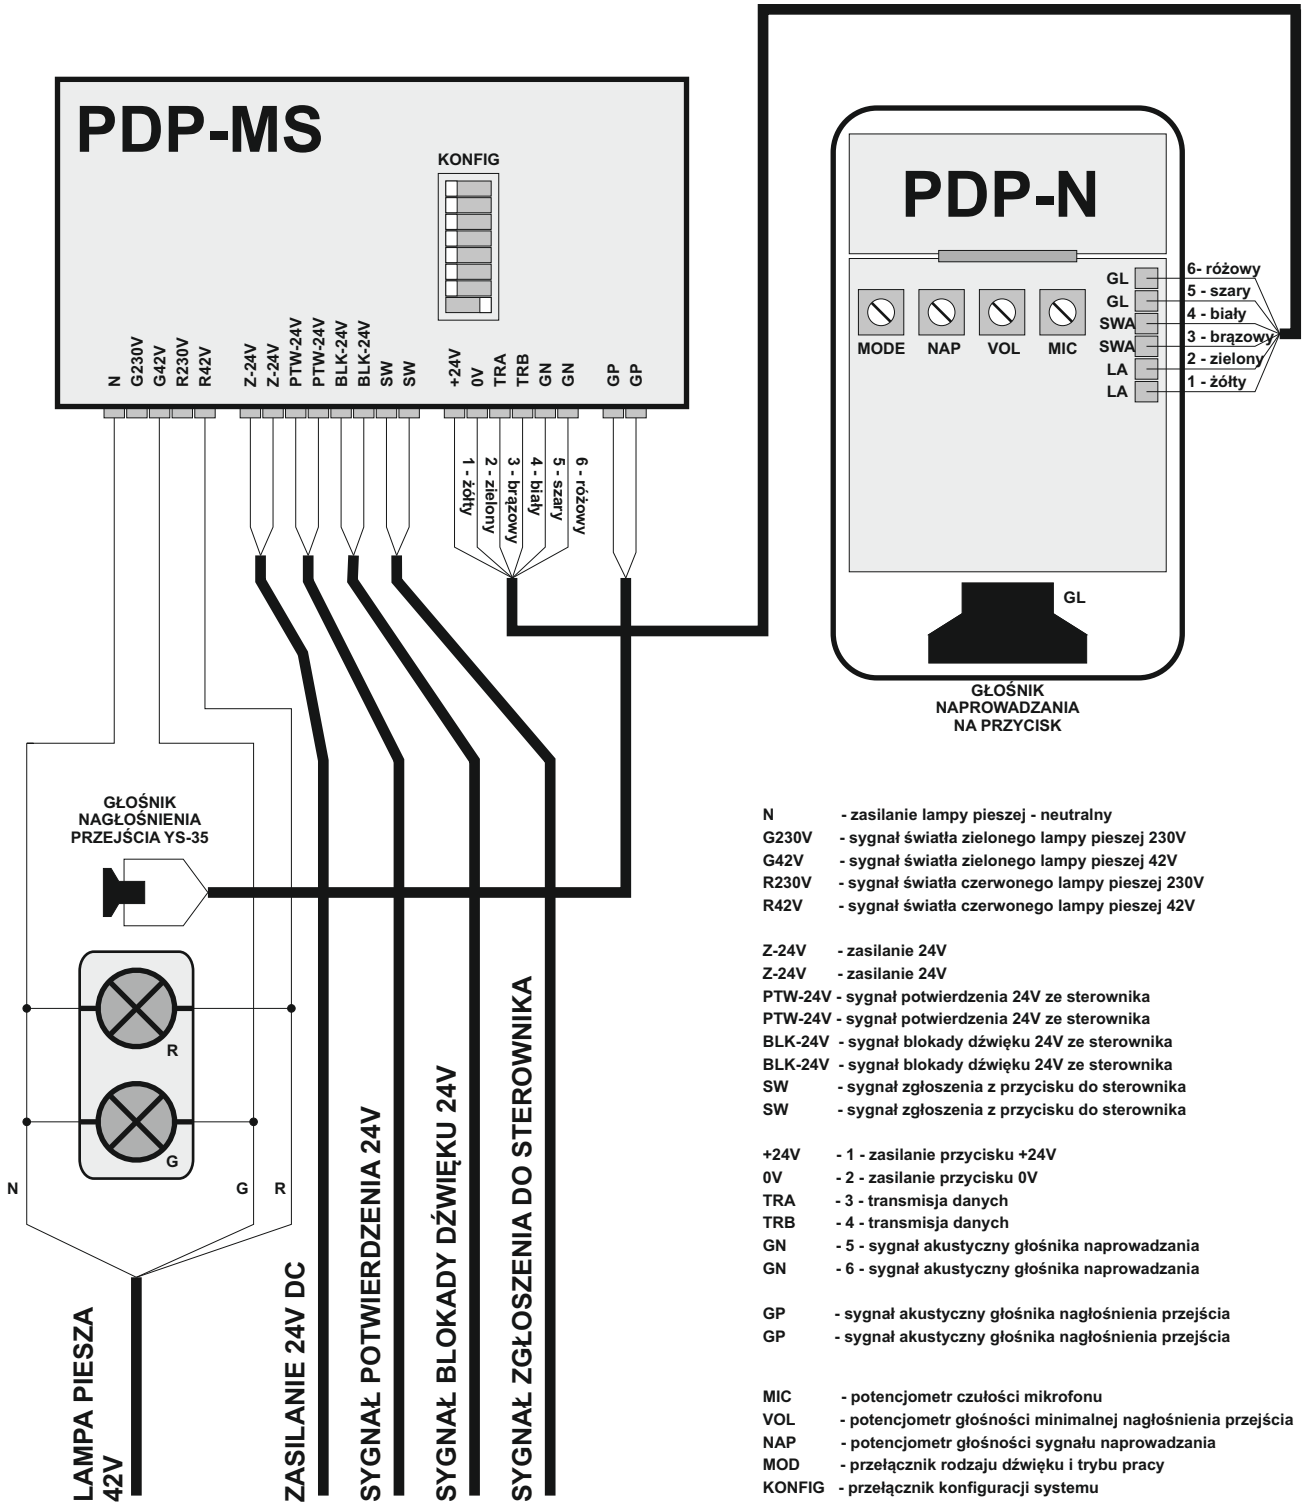 PDP-MS
KONFIG
N
G230V
G42V
R230V
R42V
Z-24V
Z-24V
PTW-24V
PTW-24V
BLK-24V
BLK-24V
SW
SW
+24V
0V
TRA
TRB
GN
GN
GP
GP
1 - żółty
2 - zielony
3 - brązowy
4 - biały
5 - szary
6 - różowy
PDP-N
MODE
NAP
VOL
MIC
GL
GL
SWA
SWA
LA
LA
6- różowy
5 - szary
4 - biały
3 - brązowy
2 - zielony
1 - żółty
GL
GŁOŚNIK
NAPROWADZANIA
NA PRZYCISK
GŁOŚNIK
NAGŁOŚNIENIA
PRZEJŚCIA YS-35
R
G
N
G
R
LAMPA PIESZA
42V
ZASILANIE 24V DC
SYGNAŁ POTWIERDZENIA 24V
SYGNAŁ BLOKADY DŹWIĘKU 24V
SYGNAŁ ZGŁOSZENIA DO STEROWNIKA
N - zasilanie lampy pieszej - neutralny
G230V - sygnał światła zielonego lampy pieszej 230V
G42V - sygnał światła zielonego lampy pieszej 42V
R230V - sygnał światła czerwonego lampy pieszej 230V
R42V - sygnał światła czerwonego lampy pieszej 42V
Z-24V - zasilanie 24V
Z-24V - zasilanie 24V
PTW-24V - sygnał potwierdzenia 24V ze sterownika
PTW-24V - sygnał potwierdzenia 24V ze sterownika
BLK-24V - sygnał blokady dźwięku 24V ze sterownika
BLK-24V - sygnał blokady dźwięku 24V ze sterownika
SW - sygnał zgłoszenia z przycisku do sterownika
SW - sygnał zgłoszenia z przycisku do sterownika
+24V - 1 - zasilanie przycisku +24V
0V - 2 - zasilanie przycisku 0V
TRA - 3 - transmisja danych
TRB - 4 - transmisja danych
GN - 5 - sygnał akustyczny głośnika naprowadzania
GN - 6 - sygnał akustyczny głośnika naprowadzania
GP - sygnał akustyczny głośnika nagłośnienia przejścia
GP - sygnał akustyczny głośnika nagłośnienia przejścia
MIC - potencjometr czułości mikrofonu
VOL - potencjometr głośności minimalnej nagłośnienia przejścia
NAP - potencjometr głośności sygnału naprowadzania
MOD - przełącznik rodzaju dźwięku i trybu pracy
KONFIG - przełącznik konfiguracji systemu